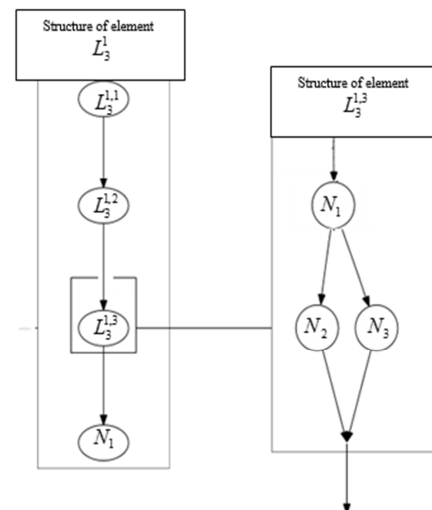 Structure of element
L_3^1
L_3^{1,1}
L_3^{1,2}
L_3^{1,3}
N_1
Structure of element
L_3^{1,3}
N_1
N_2 N_3